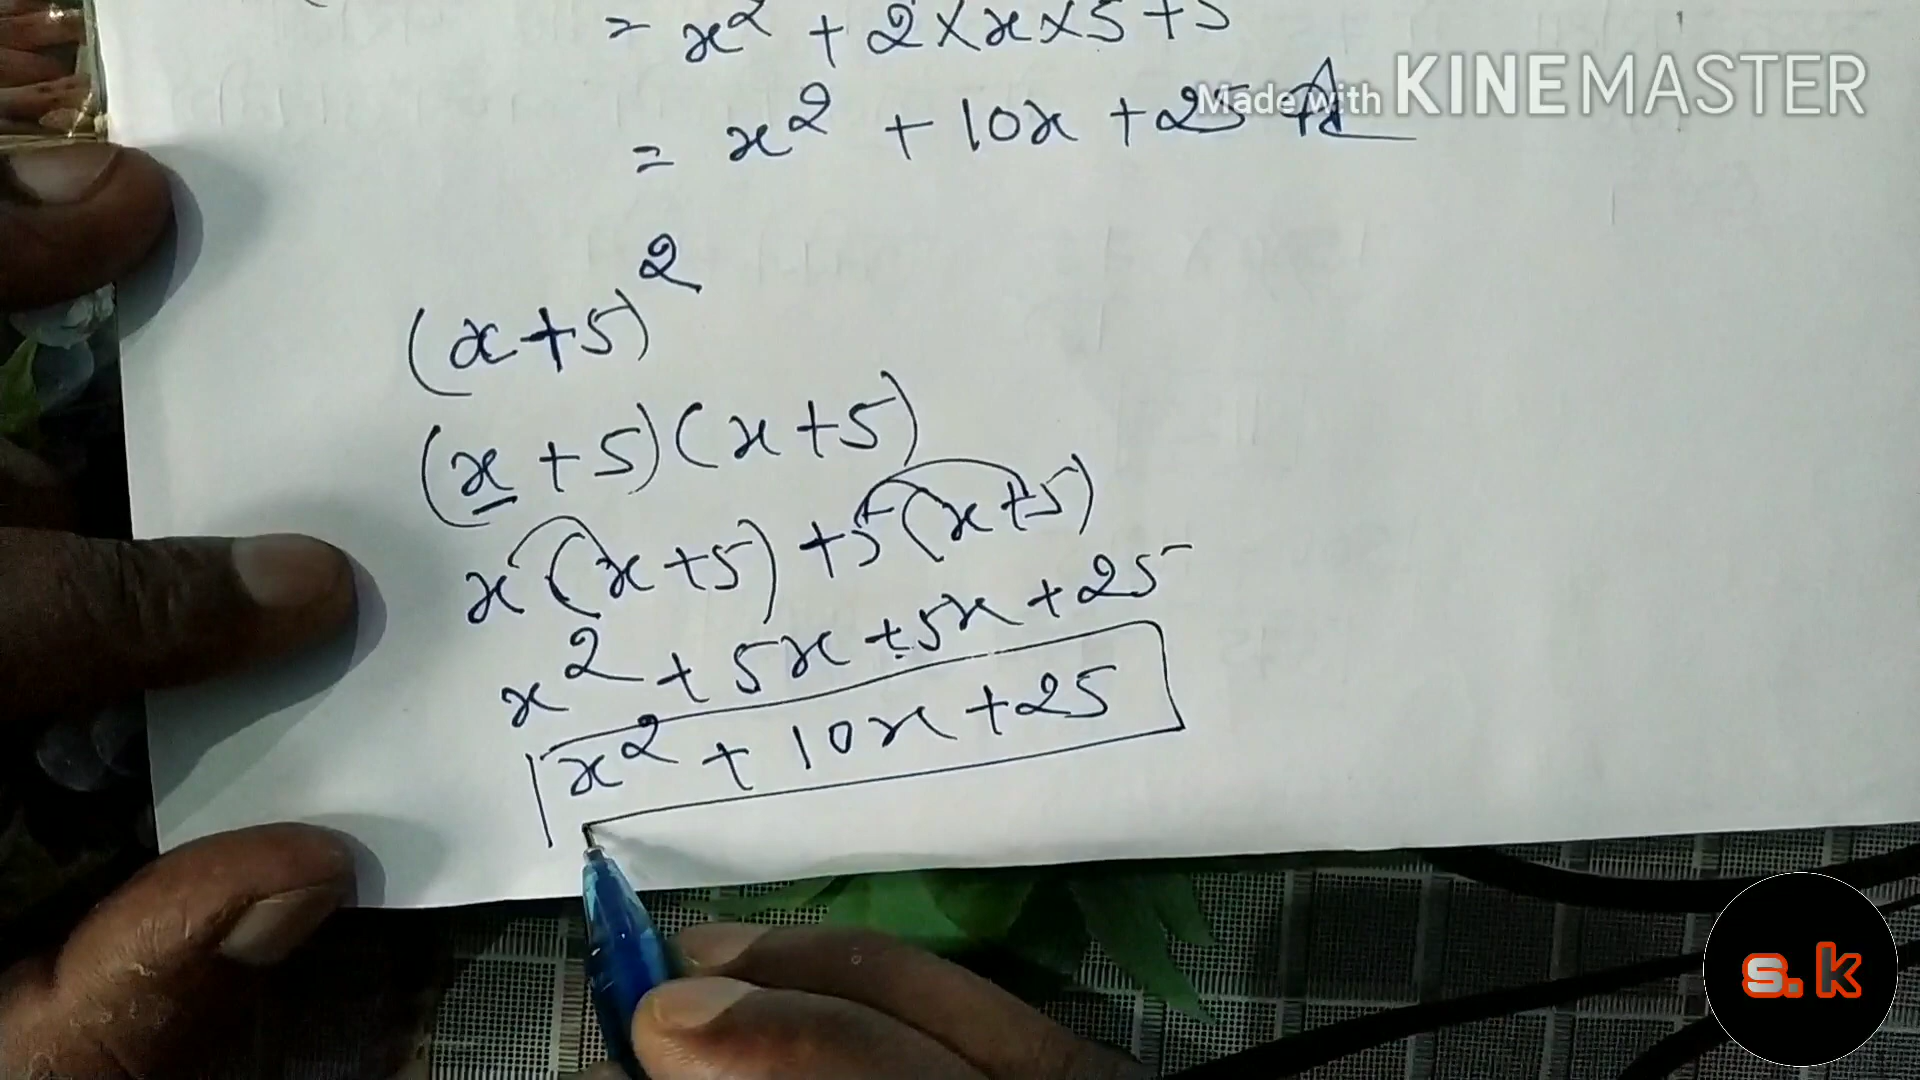 = x² + 2×x×5+5
Made with KINEMASTER
= x² + 10x + 25
(x+5)²
(x+5)(x+5)
x(x+5)+5(x+5)
x²+5x+5x+25
x²+10x+25
s.k